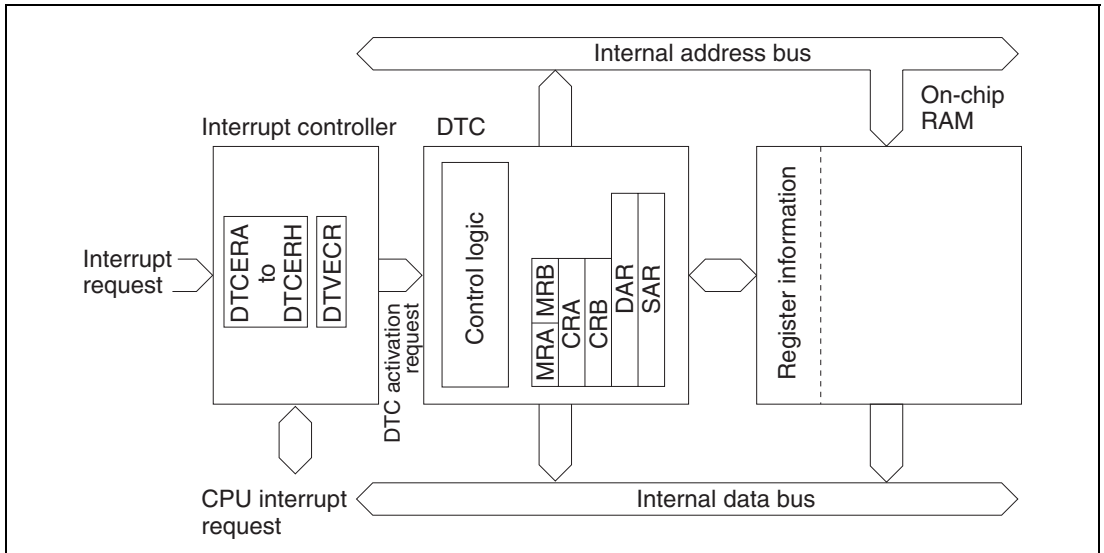 Internal address bus
On-chip
RAM
Interrupt controller
DTC
Interrupt
request
DTCERA
to
DTCERH
DTVECR
DTC activation
request
Control logic
MRA MRB
CRA
CRB
DAR
SAR
Register information
CPU interrupt
request
Internal data bus